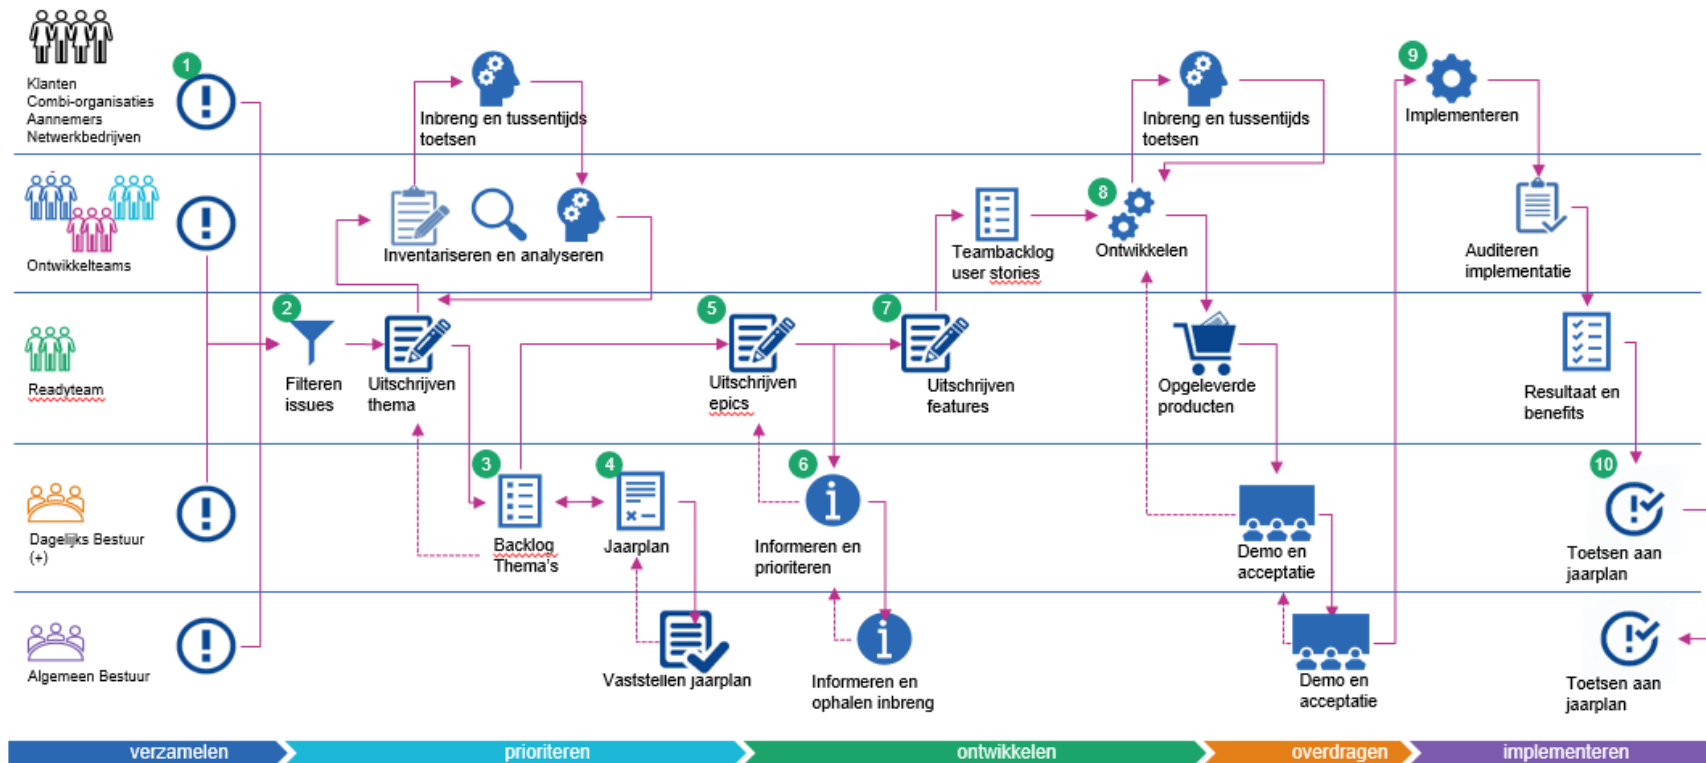 Klanten
Combi-organisaties
Aannemers
Netwerkbedrijven
1
Inbreng en tussentijds
toetsen
Inbreng en tussentijds
toetsen
9
Implementeren
Ontwikkelteams
Inventariseren en analyseren
Teambacklog
user stories
8
Ontwikkelen
Auditeren
implementatie
Readyteam
2
Filteren
issues
Uitschrijven
thema
5
Uitschrijven
epics
7
Uitschrijven
features
Opgeleverde
producten
Resultaat en
benefits
Dagelijks Bestuur
(+)
3
Backlog
Thema's
4
Jaarplan
6
Informeren en
prioriteren
Demo en
acceptatie
10
Toetsen aan
jaarplan
Algemeen Bestuur
Vaststellen jaarplan
Informeren en
ophalen inbreng
Demo en
acceptatie
Toetsen aan
jaarplan
verzamelen
prioriteren
ontwikkelen
overdragen
implementeren